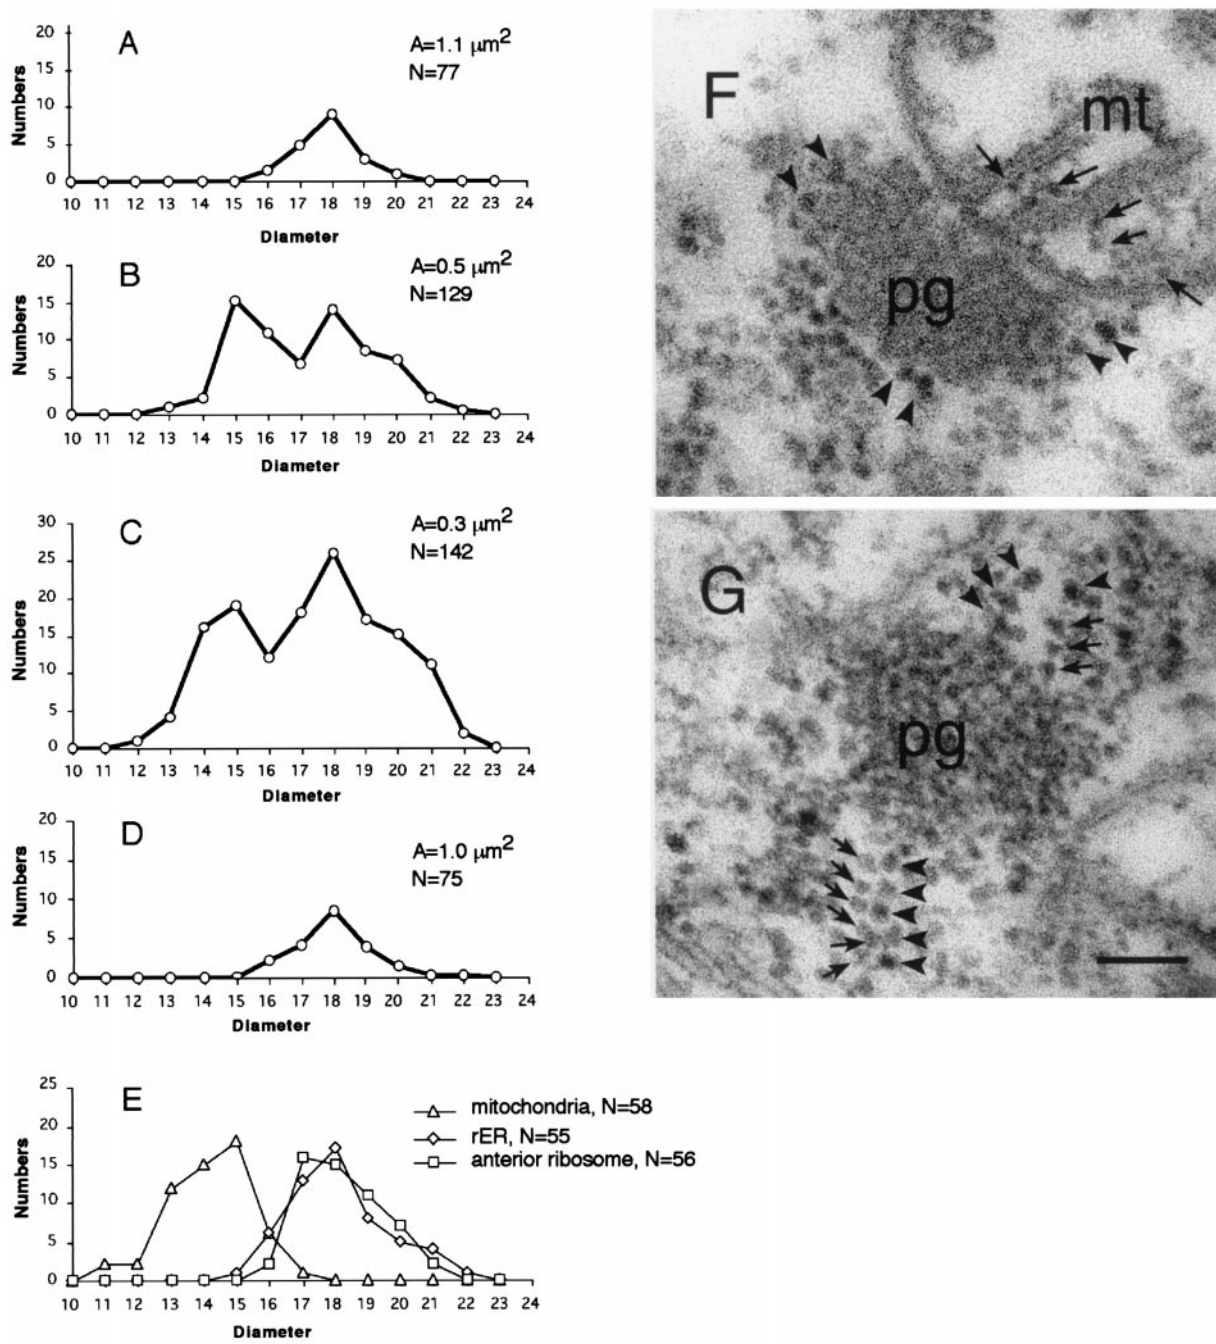 A
A=1.1 μm2
N=77
Numbers
20
15
10
5
0
10 11 12 13 14 15 16 17 18 19 20 21 22 23 24
Diameter
B
A=0.5 μm2
N=129
Numbers
20
15
10
5
0
10 11 12 13 14 15 16 17 18 19 20 21 22 23 24
Diameter
C
A=0.3 μm2
N=142
Numbers
30
25
20
15
10
5
0
10 11 12 13 14 15 16 17 18 19 20 21 22 23 24
Diameter
D
A=1.0 μm2
N=75
Numbers
20
15
10
5
0
10 11 12 13 14 15 16 17 18 19 20 21 22 23 24
Diameter
E
mitochondria, N=58
rER, N=55
anterior ribosome, N=56
Numbers
25
20
15
10
5
0
10 11 12 13 14 15 16 17 18 19 20 21 22 23 24
Diameter
F
mt
pg
G
pg